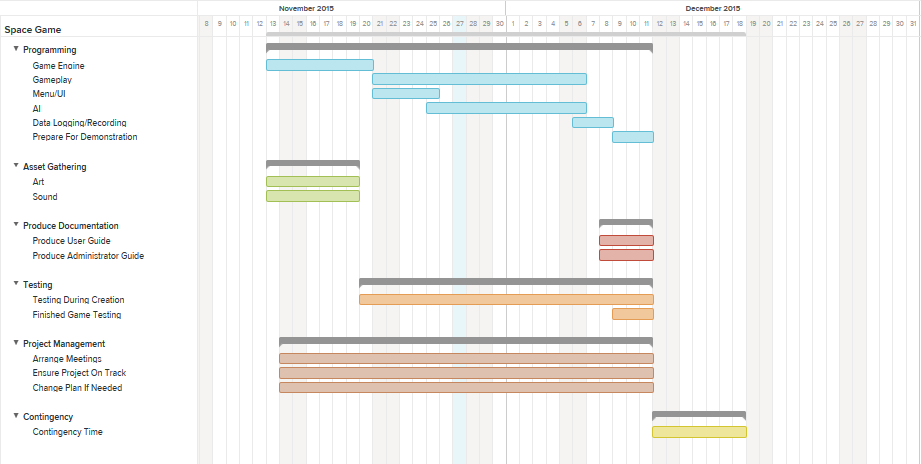 November 2015 December 2015
8 9 10 11 12 13 14 15 16 17 18 19 20 21 22 23 24 25 26 27 28 29 30 1 2 3 4 5 6 7 8 9 10 11 12 13 14 15 16 17 18 19 20 21 22 23 24 25 26 27 28 29 30 31
Space Game
Programming
Game Engine
Gameplay
Menu/UI
AI
Data Logging/Recording
Prepare For Demonstration
Asset Gathering
Art
Sound
Produce Documentation
Produce User Guide
Produce Administrator Guide
Testing
Testing During Creation
Finished Game Testing
Project Management
Arrange Meetings
Ensure Project On Track
Change Plan If Needed
Contingency
Contingency Time